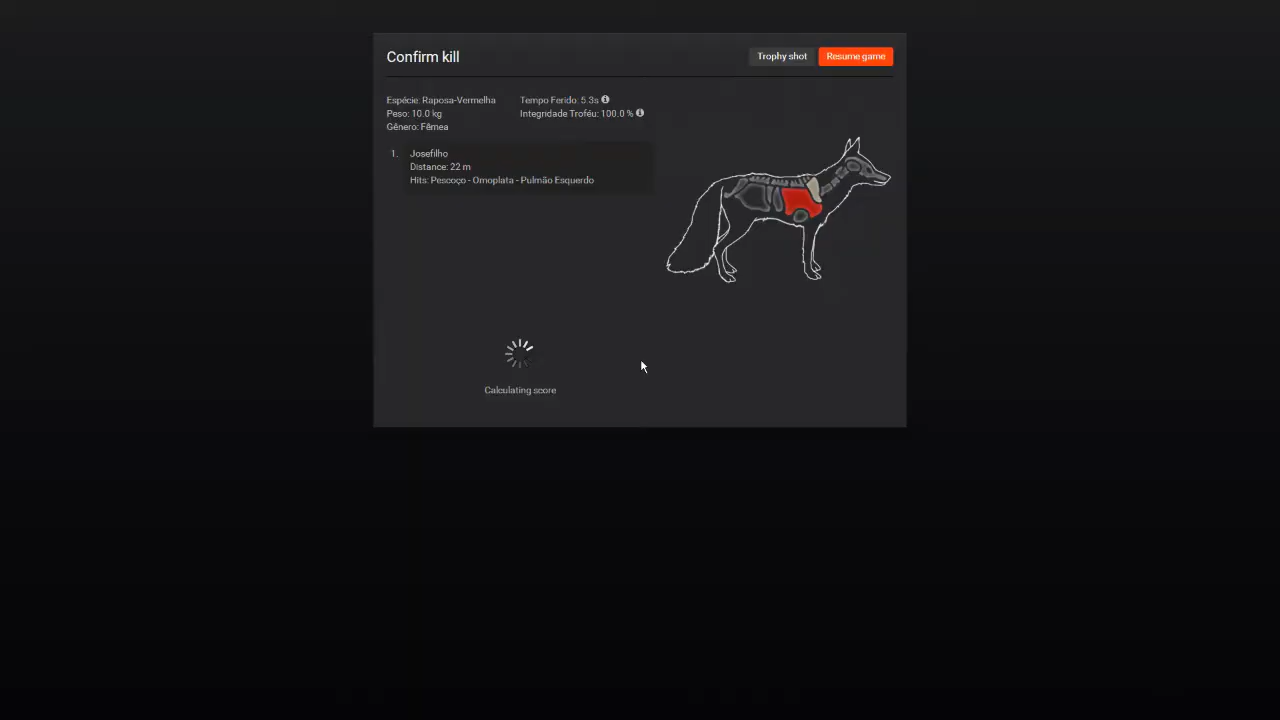 Confirm kill
Trophy shot
Resume game
Espécie: Raposa-Vermelha
Peso: 10.0 kg
Gênero: Fêmea
Tempo Ferido: 5.3s
Integridade Troféu: 100.0 %
1. Josefilho
Distance: 22 m
Hits: Pescoço - Omoplata - Pulmão Esquerdo
Calculating score